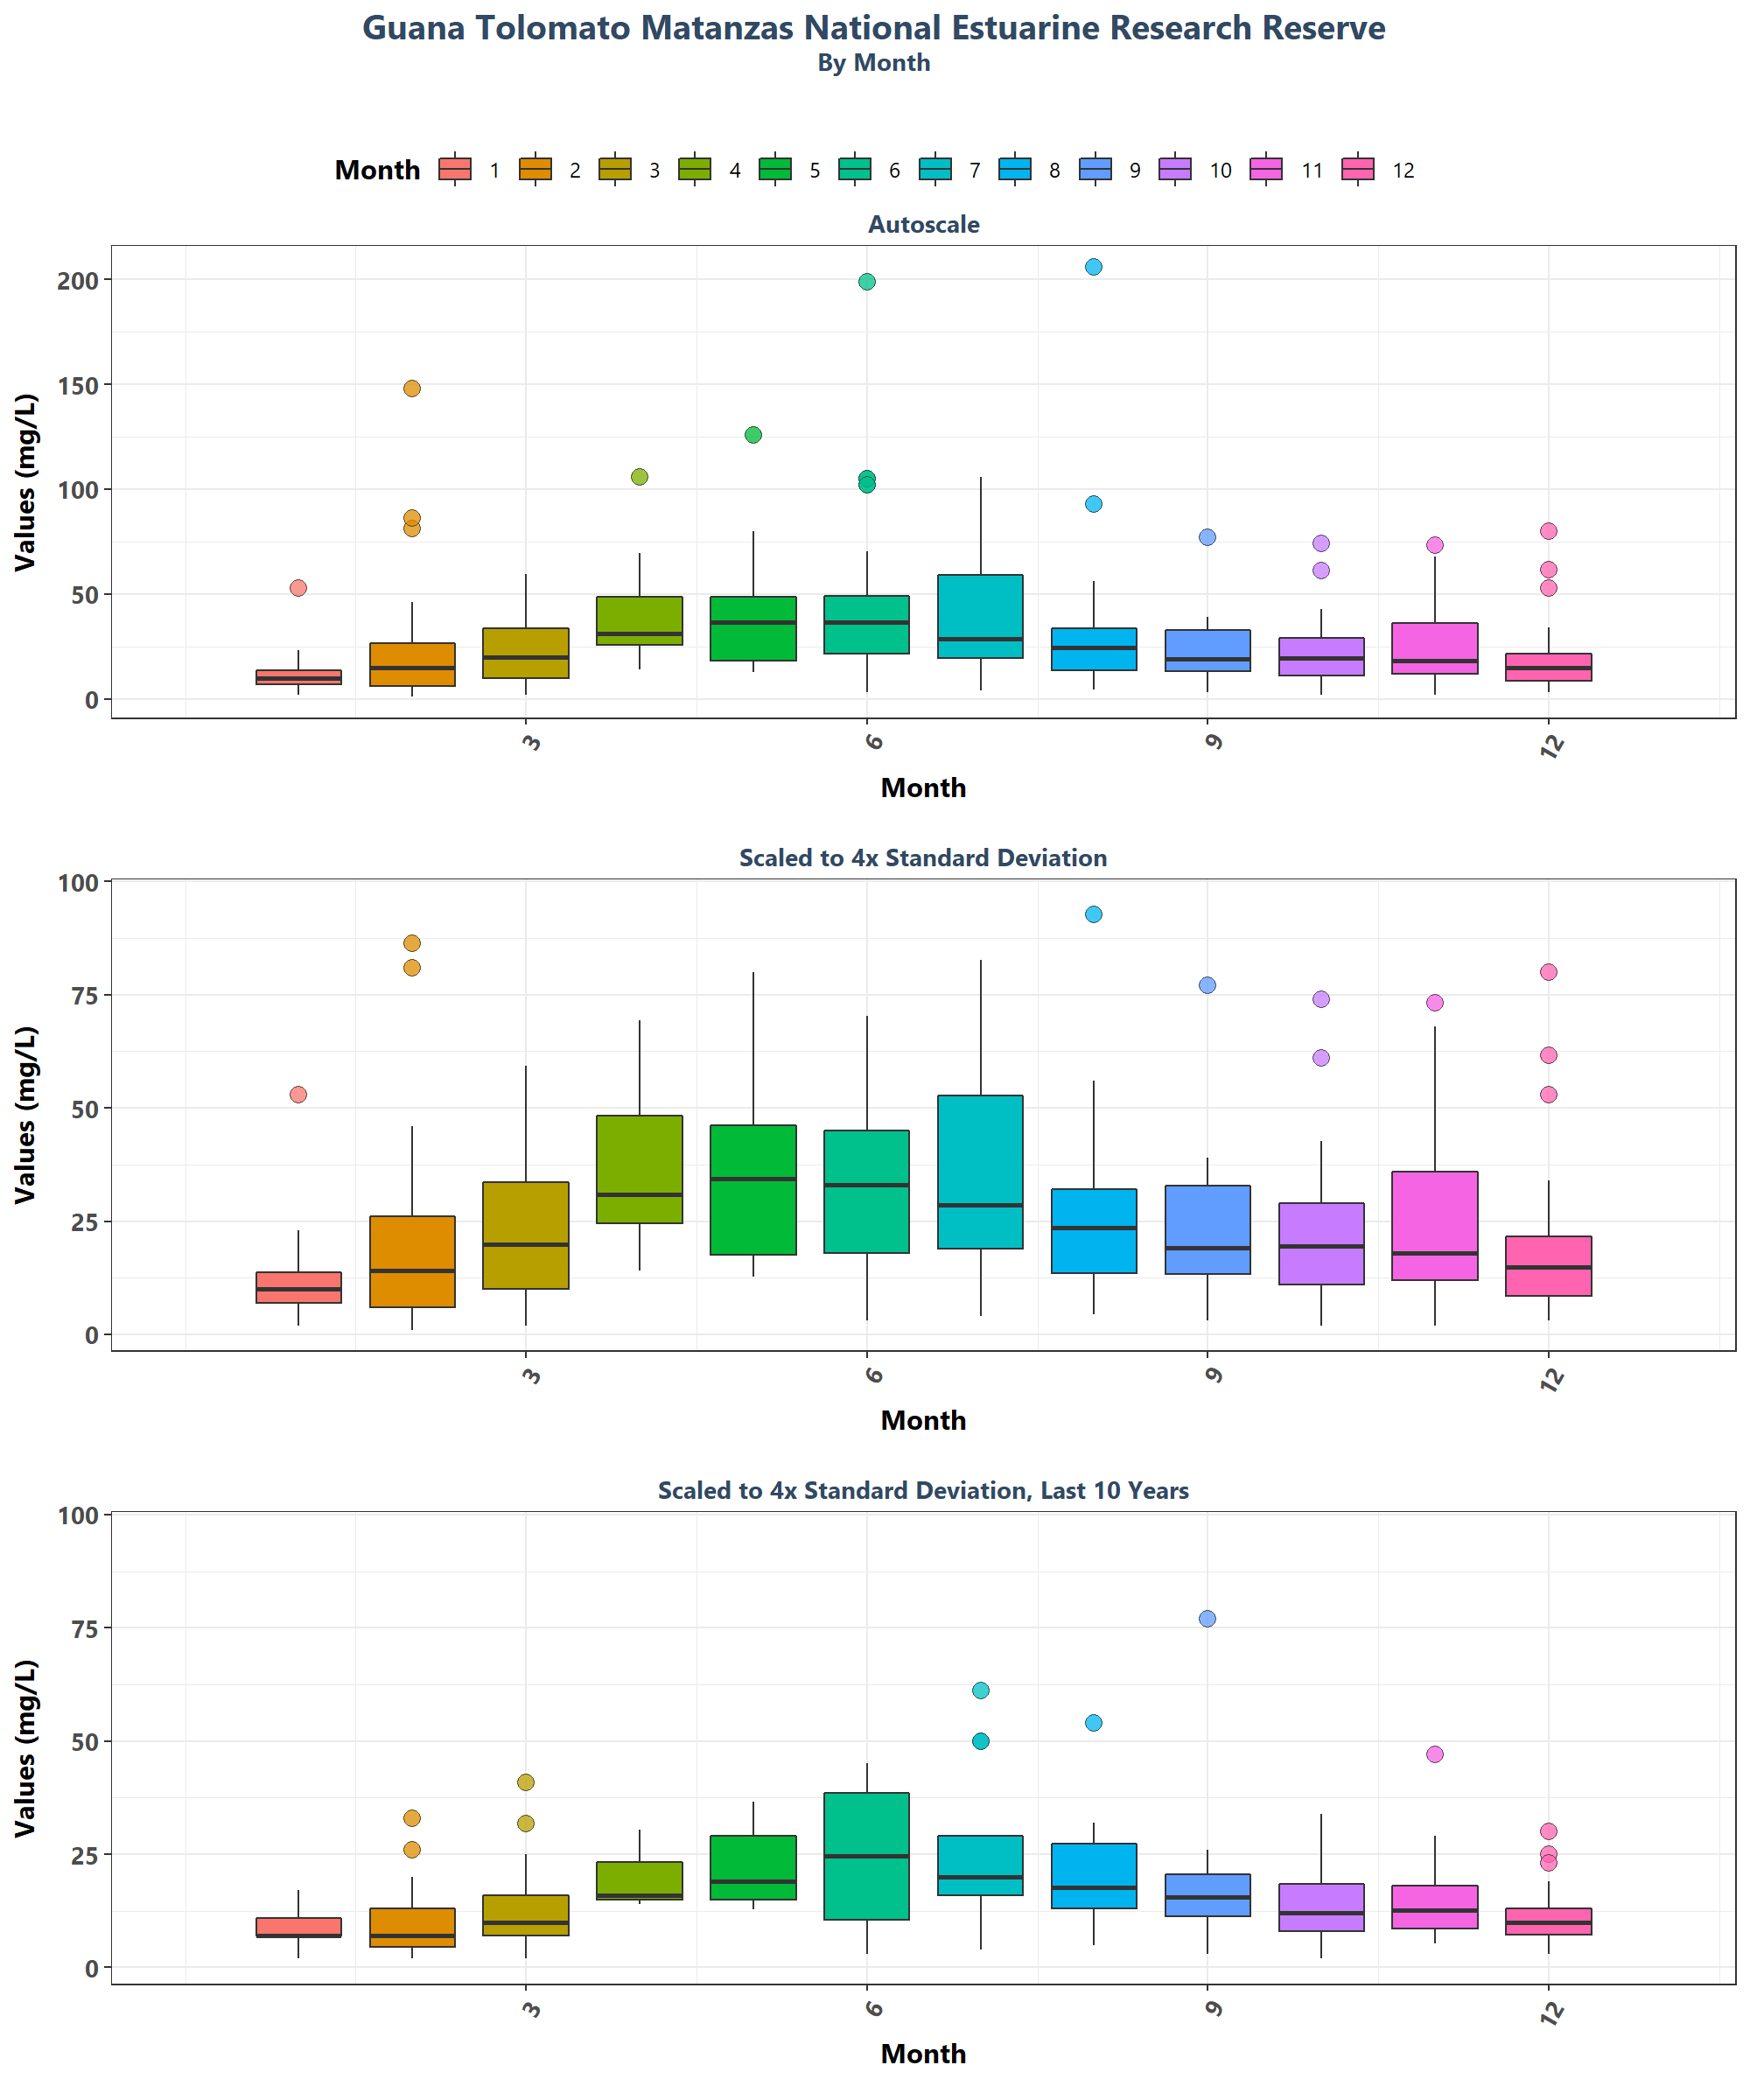 Guana Tolomato Matanzas National Estuarine Research Reserve
By Month
Month 1 2 3 4 5 6 7 8 9 10 11 12
Autoscale
Values (mg/L)
200
150
100
50
0
3 6 9 12
Month
Scaled to 4x Standard Deviation
Values (mg/L)
100
75
50
25
0
3 6 9 12
Month
Scaled to 4x Standard Deviation, Last 10 Years
Values (mg/L)
100
75
50
25
0
3 6 9 12
Month